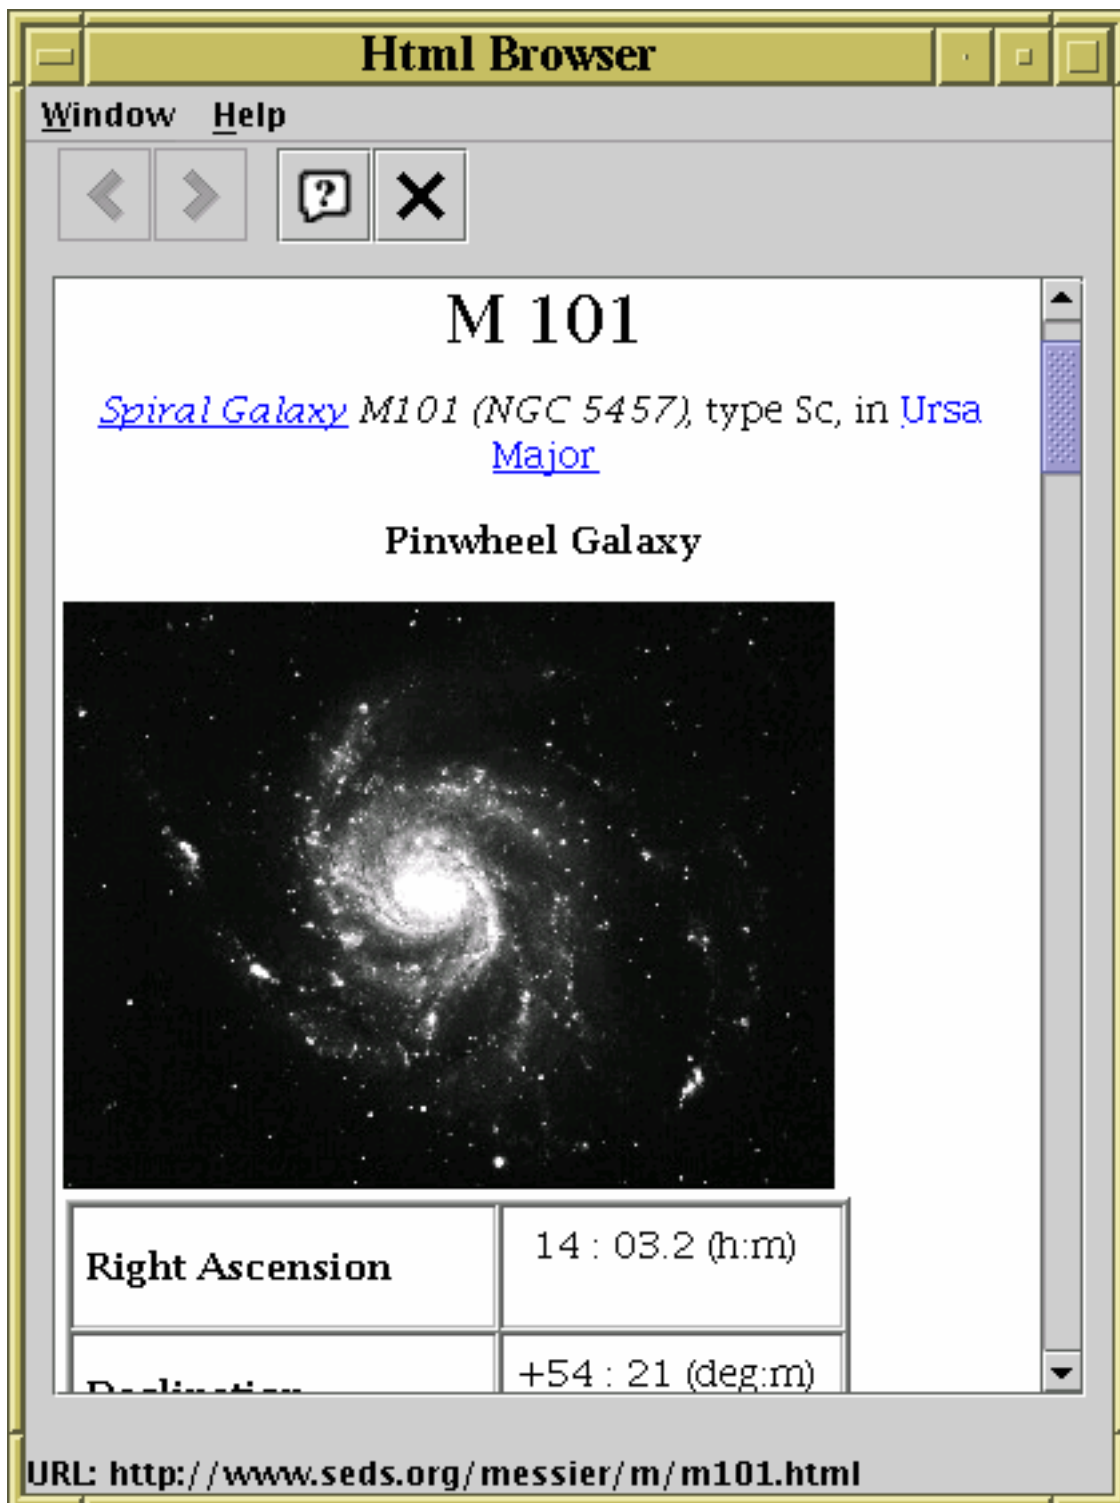 Html Browser
Window Help
?
M 101
Spiral Galaxy M101 (NGC 5457), type Sc, in Ursa
Major
Pinwheel Galaxy
Right Ascension 14 : 03.2 (h:m)
Declination +54 : 21 (deg:m)
URL: http://www.seds.org/messier/m/m101.html